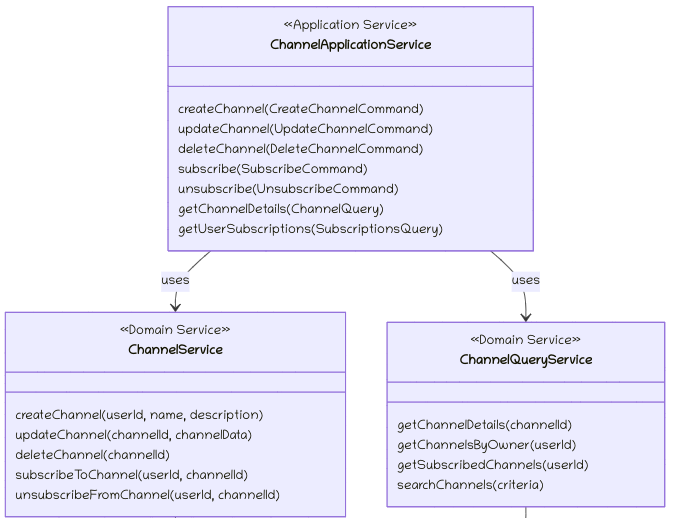 «Application Service»
ChannelApplicationService
createChannel(CreateChannelCommand)
updateChannel(UpdateChannelCommand)
deleteChannel(DeleteChannelCommand)
subscribe(SubscribeCommand)
unsubscribe(UnsubscribeCommand)
getChannelDetails(ChannelQuery)
getUserSubscriptions(SubscriptionsQuery)
uses
uses
«Domain Service»
ChannelService
createChannel(userId, name, description)
updateChannel(channelId, channelData)
deleteChannel(channelId)
subscribeToChannel(userId, channelId)
unsubscribeFromChannel(userId, channelId)
«Domain Service»
ChannelQueryService
getChannelDetails(channelId)
getChannelsByOwner(userId)
getSubscribedChannels(userId)
searchChannels(criteria)